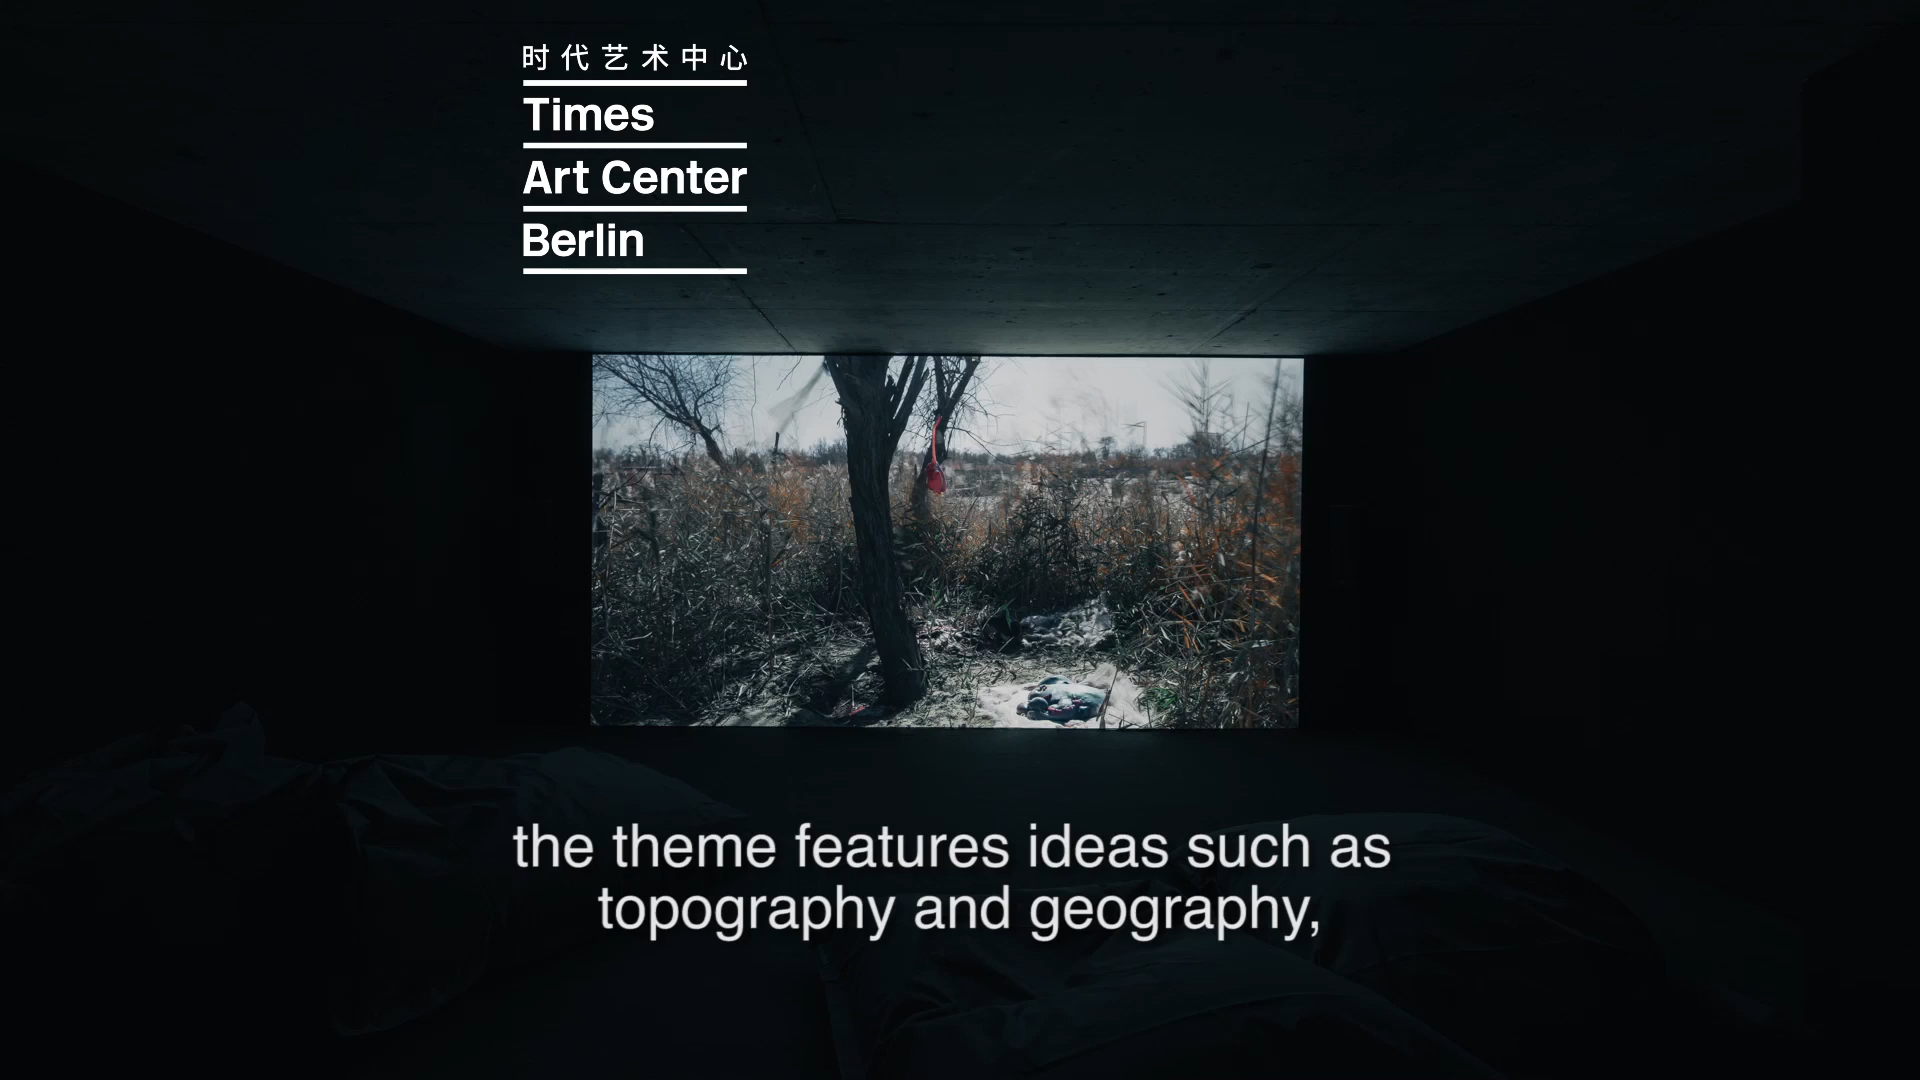 时代艺术中心
Times
Art Center
Berlin
the theme features ideas such as
topography and geography,